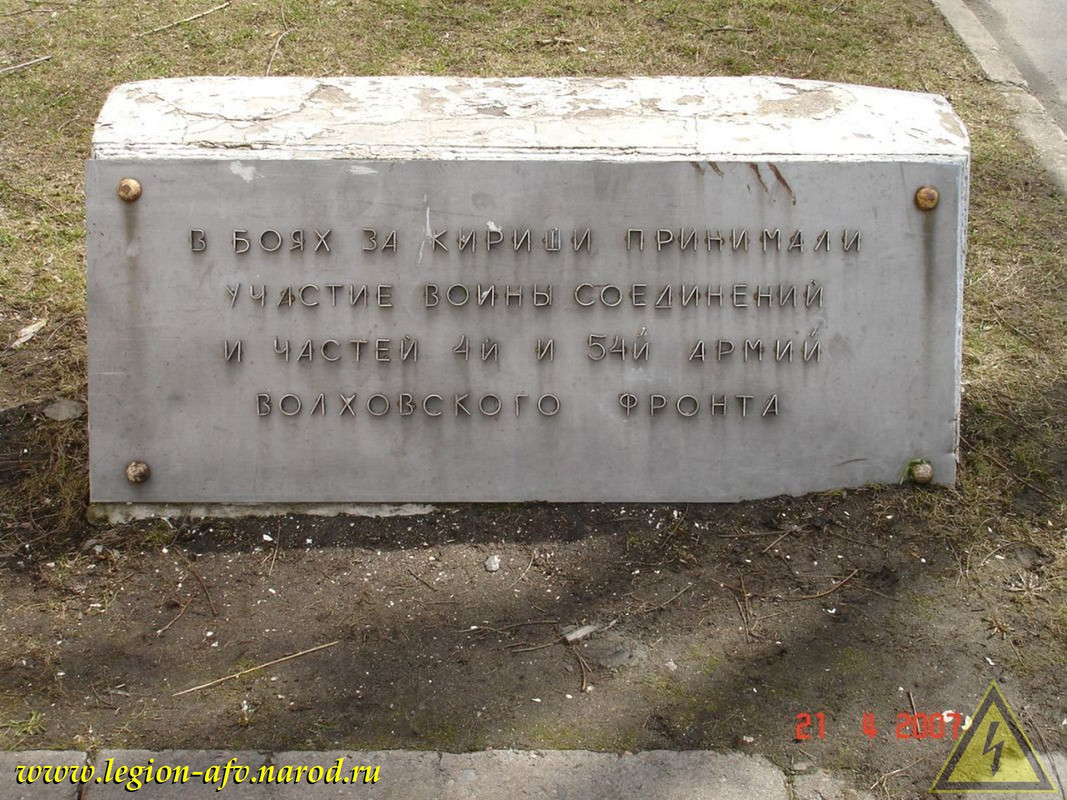 В БОЯХ ЗА КИРИШИ ПРИНИМАЛИ
УЧАСТИЕ ВОИНЫ СОЕДИНЕНИЙ
И ЧАСТЕЙ 4Й И 54Й АРМИЙ
ВОЛХОВСКОГО ФРОНТА
21 4 2007
www.legion-afv.narod.ru